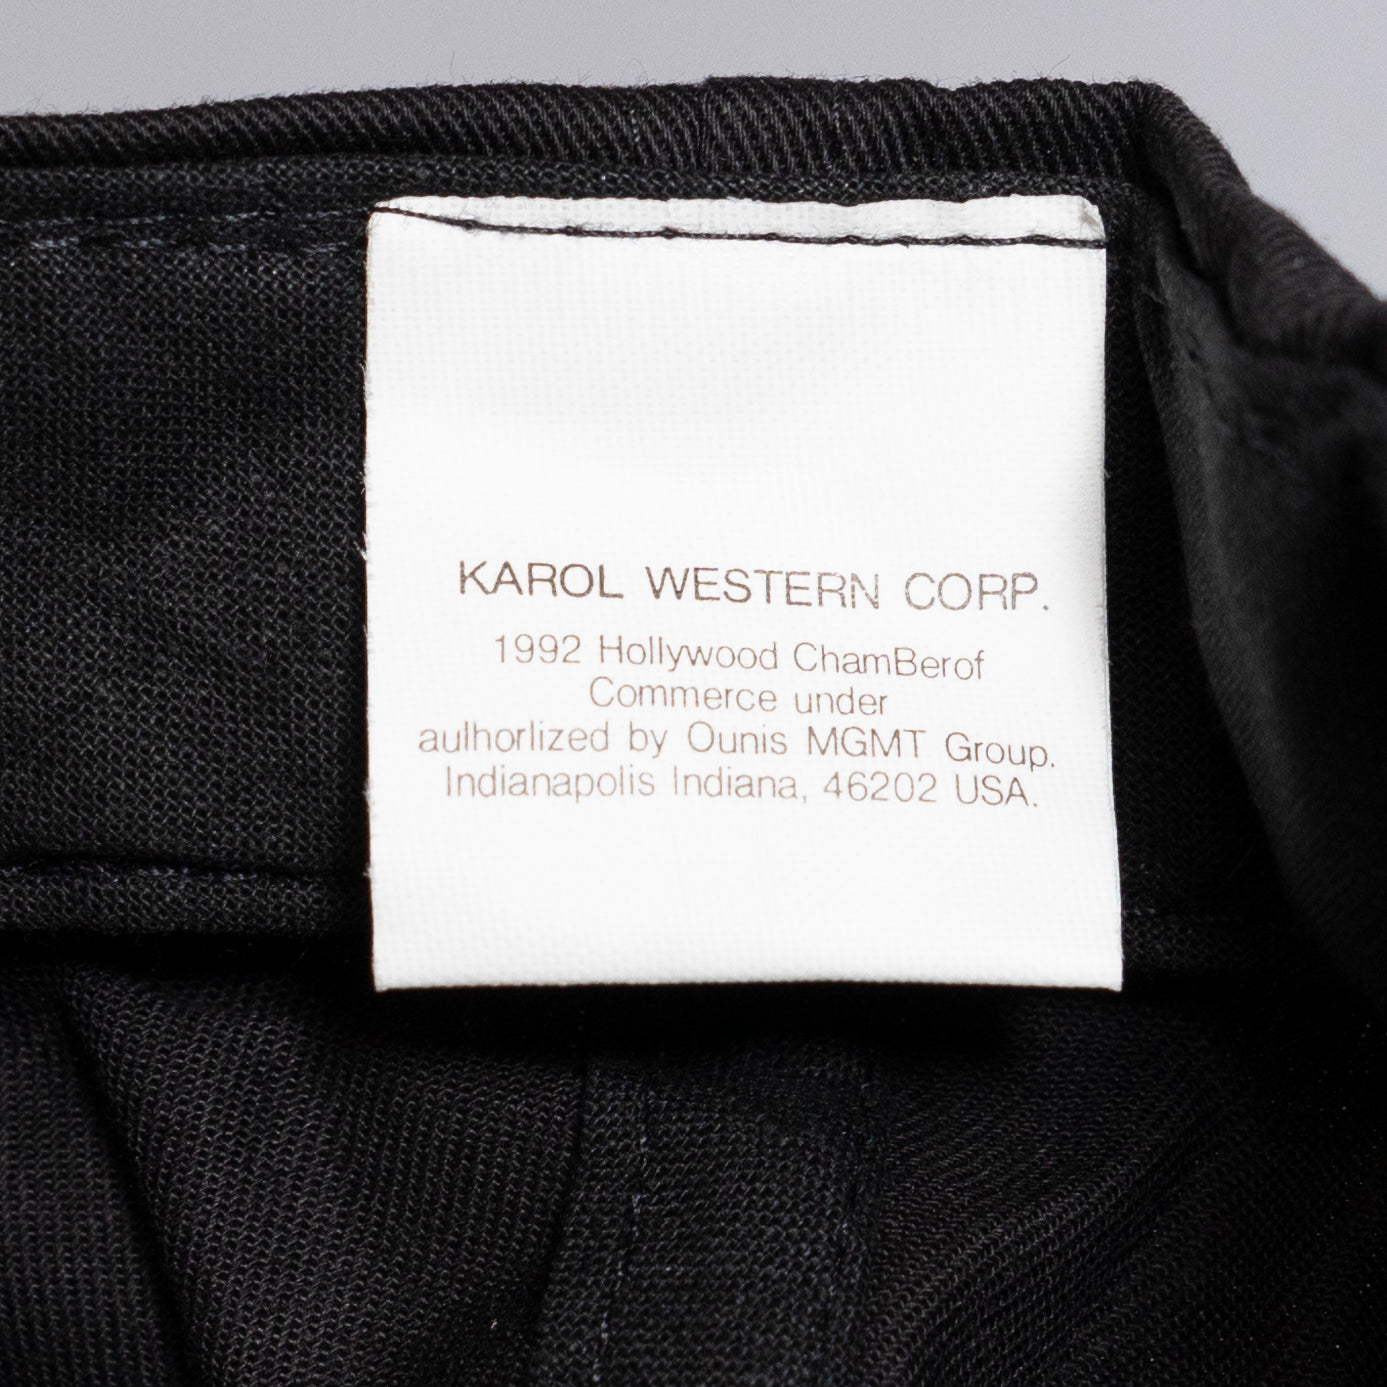 KAROL WESTERN CORP.
1992 Hollywood ChamBerof
Commerce under
aulhorlized by Ounis MGMT Group.
Indianapolis Indiana, 46202 USA.